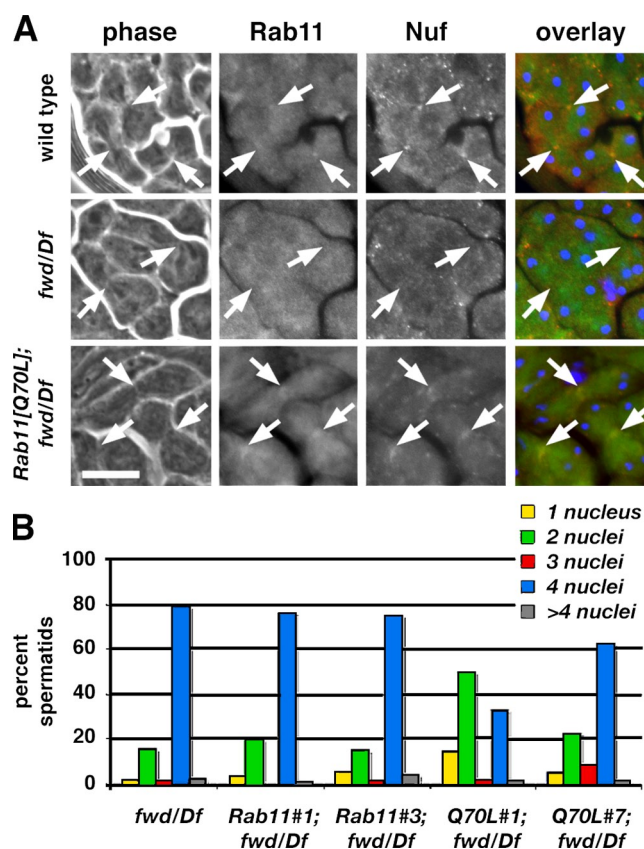 A
phase Rab11 Nuf overlay
wild type
fwd/Df
Rab11[Q70L];
fwd/Df
B
1 nucleus
2 nuclei
3 nuclei
4 nuclei
>4 nuclei
percent
spermatids
100
80
60
40
20
0
fwd/Df Rab11#1; Rab11#3; Q70L#1; Q70L#7;
fwd/Df fwd/Df fwd/Df fwd/Df